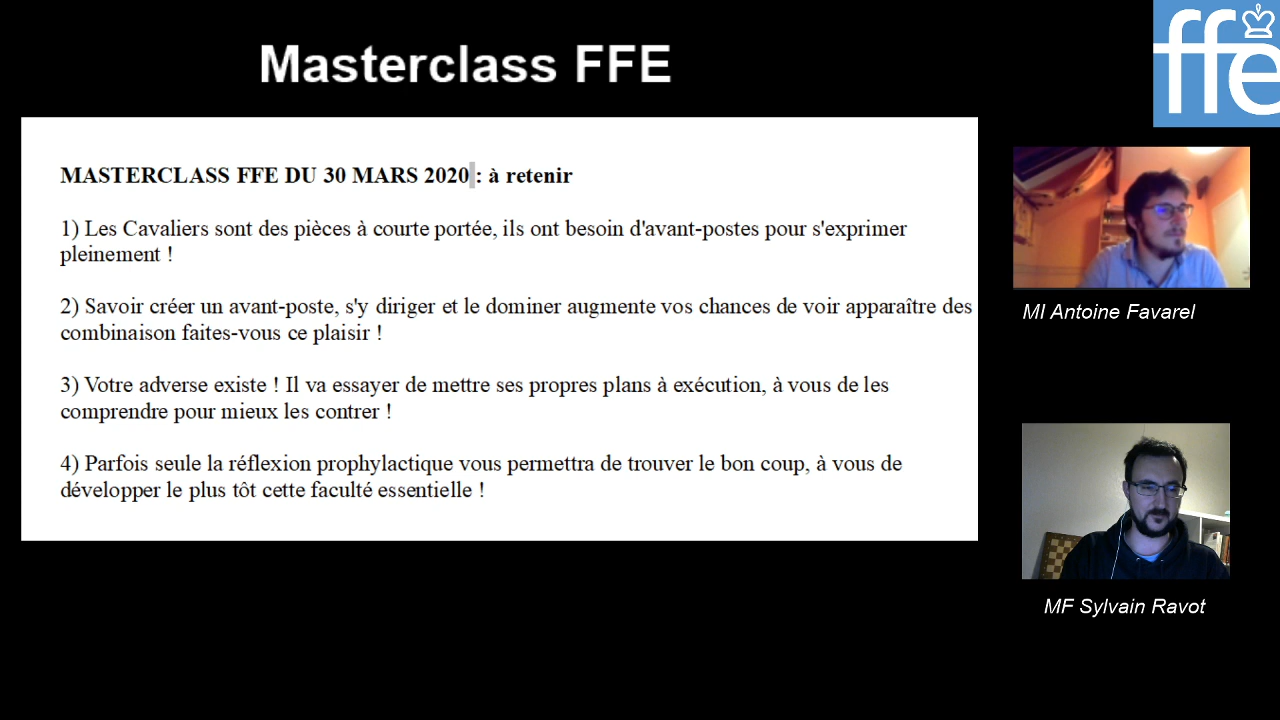 Masterclass FFE
ffe
MASTERCLASS FFE DU 30 MARS 2020 : à retenir
1) Les Cavaliers sont des pièces à courte portée, ils ont besoin d'avant-postes pour s'exprimer
pleinement !
2) Savoir créer un avant-poste, s'y diriger et le dominer augmente vos chances de voir apparaître des
combinaison faites-vous ce plaisir !
3) Votre adverse existe ! Il va essayer de mettre ses propres plans à exécution, à vous de les
comprendre pour mieux les contrer !
4) Parfois seule la réflexion prophylactique vous permettra de trouver le bon coup, à vous de
développer le plus tôt cette faculté essentielle !
MI Antoine Favarel
MF Sylvain Ravot